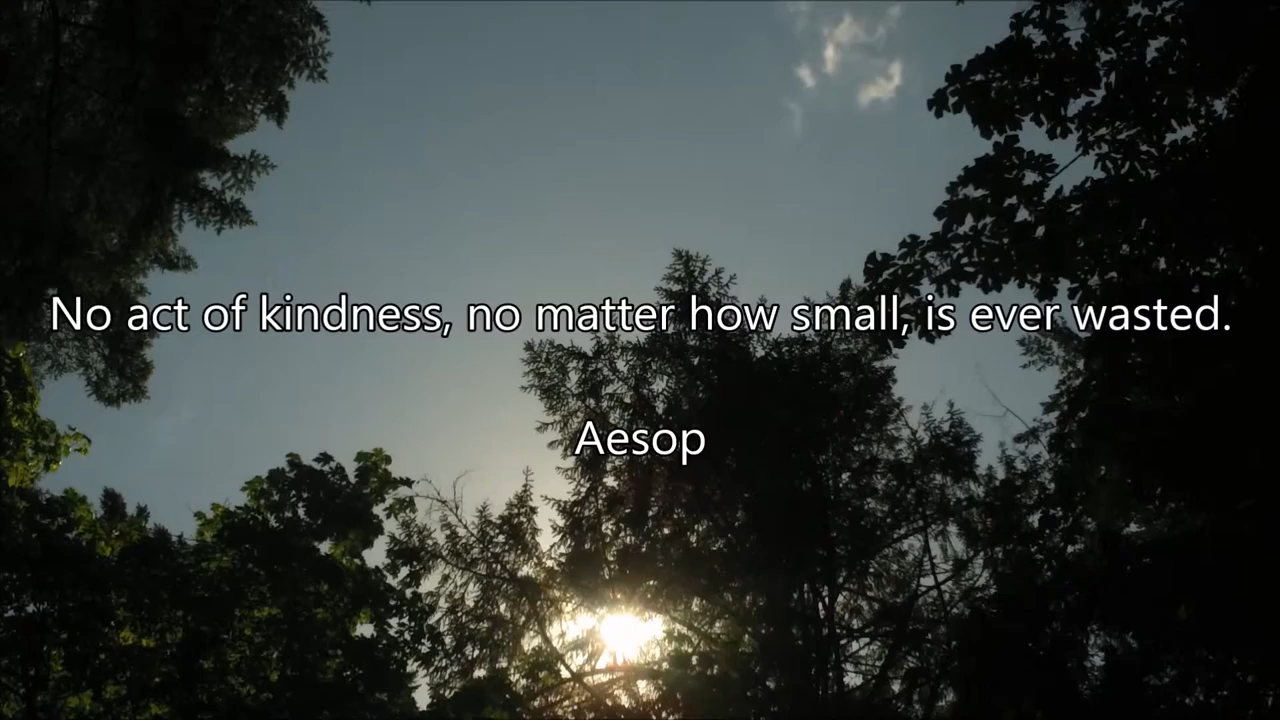 No act of kindness, no matter how small, is ever wasted.
Aesop